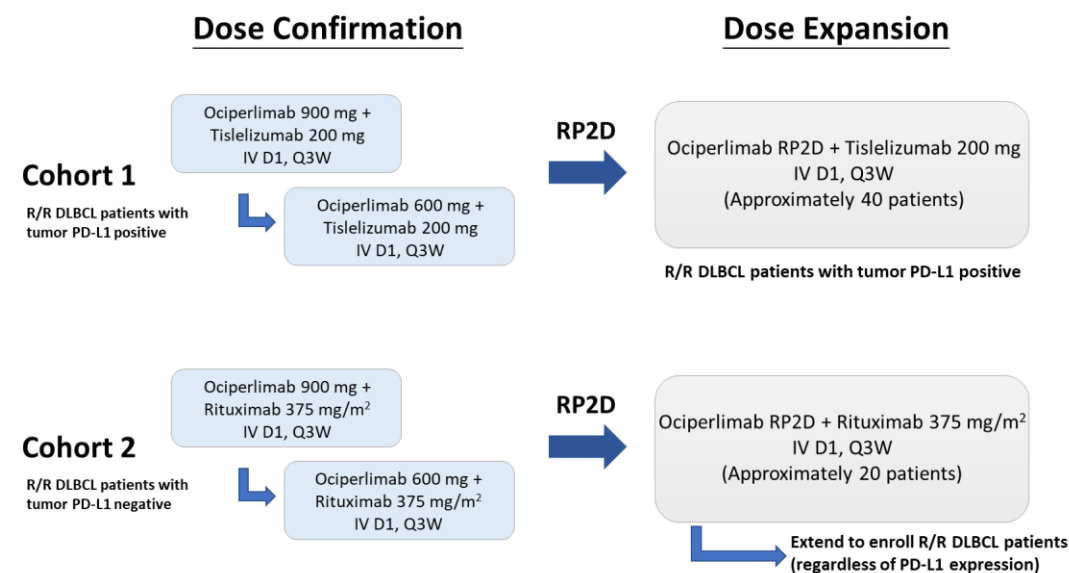 Dose Confirmation
Dose Expansion
Ociperlimab 900 mg +
Tislelizumab 200 mg
IV D1, Q3W
Cohort 1
R/R DLBCL patients with
tumor PD-L1 positive
Ociperlimab 600 mg +
Tislelizumab 200 mg
IV D1, Q3W
RP2D
Ociperlimab RP2D + Tislelizumab 200 mg
IV D1, Q3W
(Approximately 40 patients)
R/R DLBCL patients with tumor PD-L1 positive
Ociperlimab 900 mg +
Rituximab 375 mg/m²
IV D1, Q3W
Cohort 2
R/R DLBCL patients with
tumor PD-L1 negative
Ociperlimab 600 mg +
Rituximab 375 mg/m²
IV D1, Q3W
RP2D
Ociperlimab RP2D + Rituximab 375 mg/m²
IV D1, Q3W
(Approximately 20 patients)
Extend to enroll R/R DLBCL patients
(regardless of PD-L1 expression)